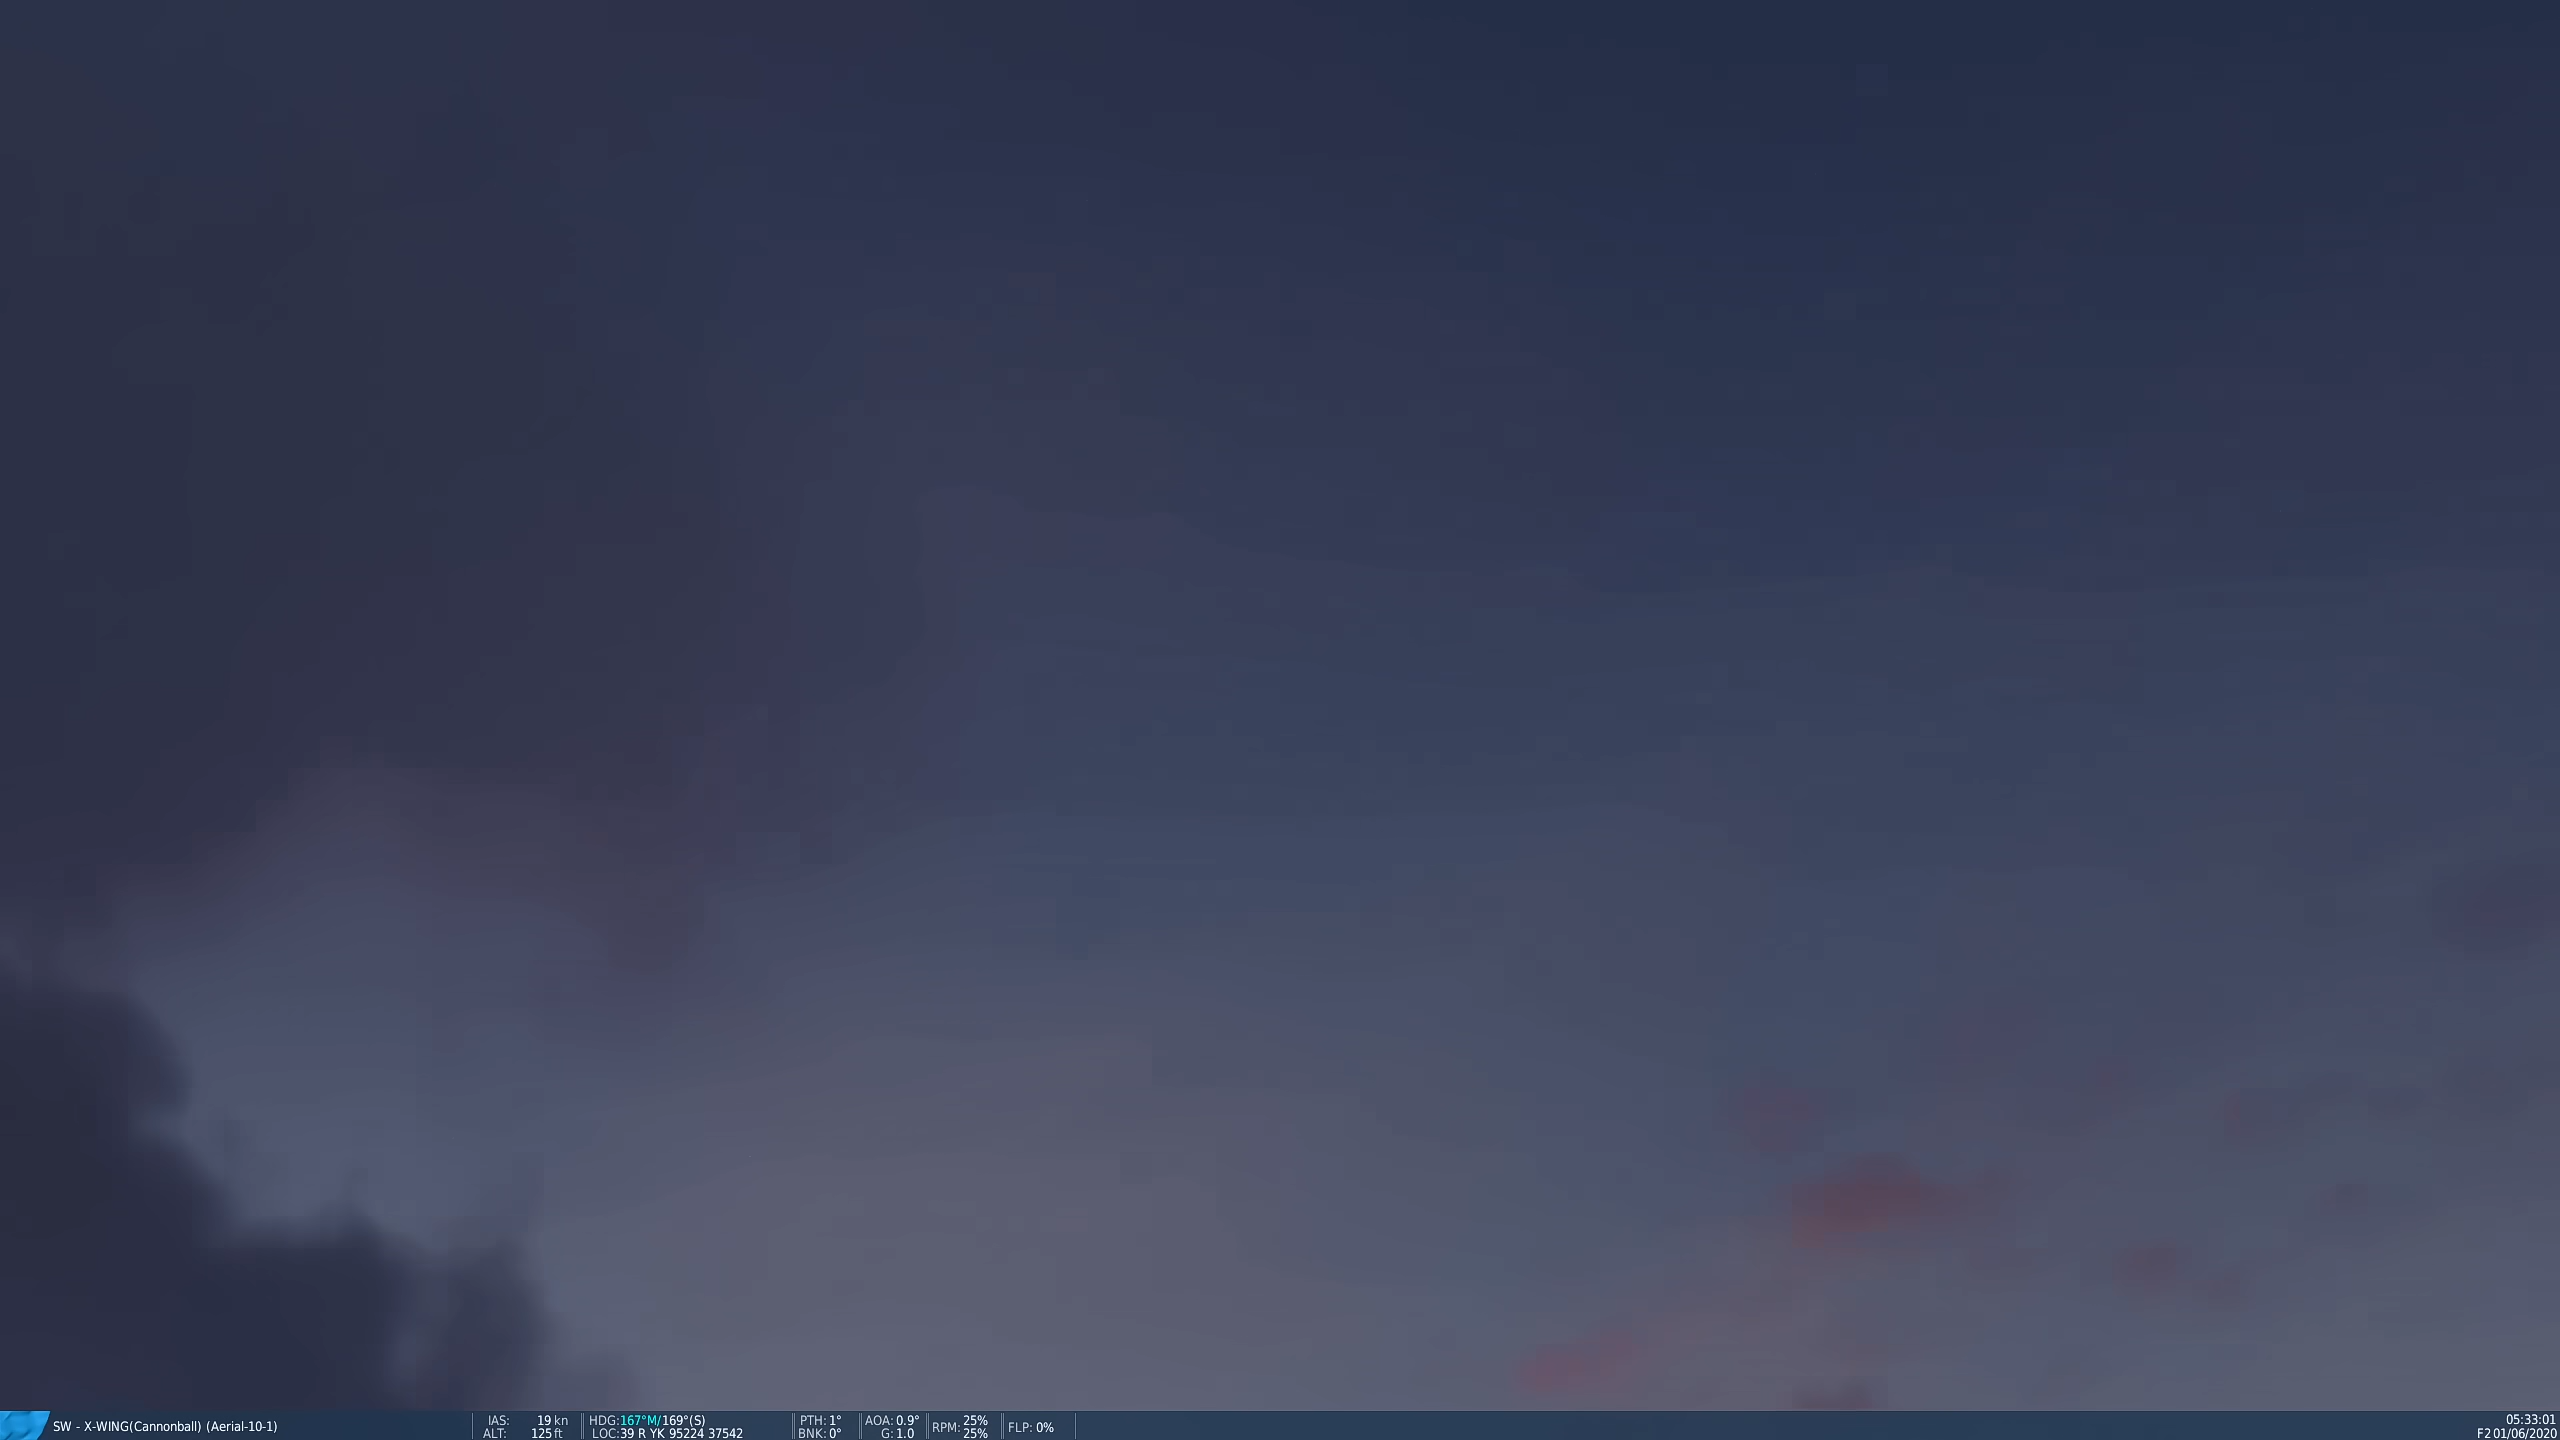 SW - X-WING(Cannonball) (Aerial-10-1)
IAS: 19 kn HDG:167°M/169°(S) PTH: 1° AOA: 0.9° RPM: 25% FLP: 0% 05:33:01
ALT: 125 ft LOC:39 R YK 95224 37542 BNK: 0° G: 1.0 25% F2 01/06/2020